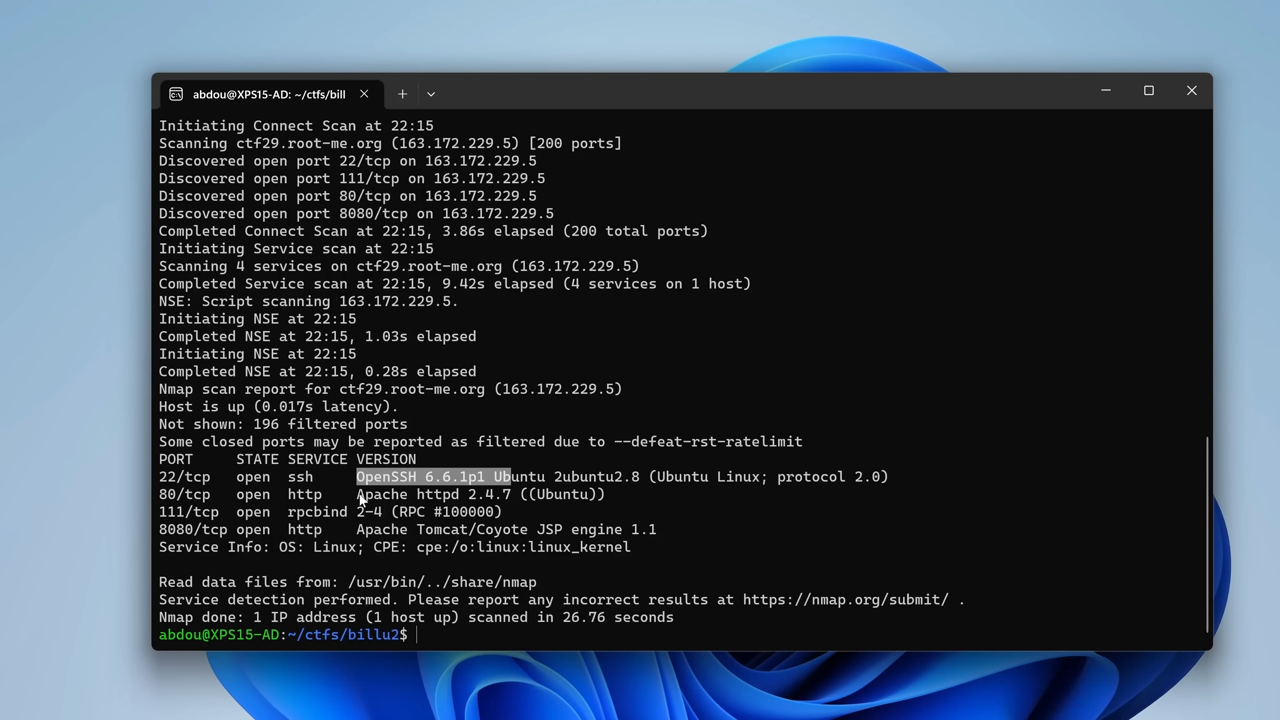 abdou@XPS15-AD: ~/ctfs/bill
Initiating Connect Scan at 22:15
Scanning ctf29.root-me.org (163.172.229.5) [200 ports]
Discovered open port 22/tcp on 163.172.229.5
Discovered open port 111/tcp on 163.172.229.5
Discovered open port 80/tcp on 163.172.229.5
Discovered open port 8080/tcp on 163.172.229.5
Completed Connect Scan at 22:15, 3.86s elapsed (200 total ports)
Initiating Service scan at 22:15
Scanning 4 services on ctf29.root-me.org (163.172.229.5)
Completed Service scan at 22:15, 9.42s elapsed (4 services on 1 host)
NSE: Script scanning 163.172.229.5.
Initiating NSE at 22:15
Completed NSE at 22:15, 1.03s elapsed
Initiating NSE at 22:15
Completed NSE at 22:15, 0.28s elapsed
Nmap scan report for ctf29.root-me.org (163.172.229.5)
Host is up (0.017s latency).
Not shown: 196 filtered ports
Some closed ports may be reported as filtered due to --defeat-rst-ratelimit
PORT     STATE SERVICE VERSION
22/tcp   open  ssh     OpenSSH 6.6.1p1 Ubuntu 2ubuntu2.8 (Ubuntu Linux; protocol 2.0)
80/tcp   open  http    Apache httpd 2.4.7 ((Ubuntu))
111/tcp  open  rpcbind 2-4 (RPC #100000)
8080/tcp open  http    Apache Tomcat/Coyote JSP engine 1.1
Service Info: OS: Linux; CPE: cpe:/o:linux:linux_kernel
Read data files from: /usr/bin/../share/nmap
Service detection performed. Please report any incorrect results at https://nmap.org/submit/ .
Nmap done: 1 IP address (1 host up) scanned in 26.76 seconds
abdou@XPS15-AD:~/ctfs/billu2$